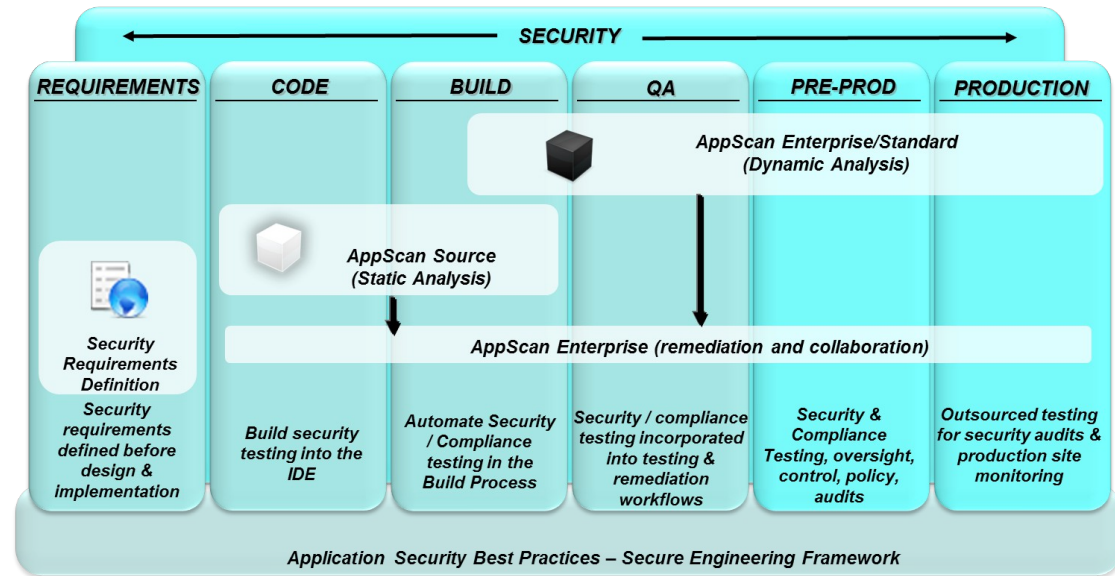 SECURITY
REQUIREMENTS
CODE
BUILD
QA
PRE-PROD
PRODUCTION
AppScan Enterprise/Standard
(Dynamic Analysis)
AppScan Source
(Static Analysis)
Security
Requirements
Definition
AppScan Enterprise (remediation and collaboration)
Security
requirements
defined before
design &
implementation
Build security
testing into the
IDE
Automate Security
/ Compliance
testing in the
Build Process
Security / compliance
testing incorporated
into testing &
remediation
workflows
Security &
Compliance
Testing, oversight,
control, policy,
audits
Outsourced testing
for security audits &
production site
monitoring
Application Security Best Practices – Secure Engineering Framework